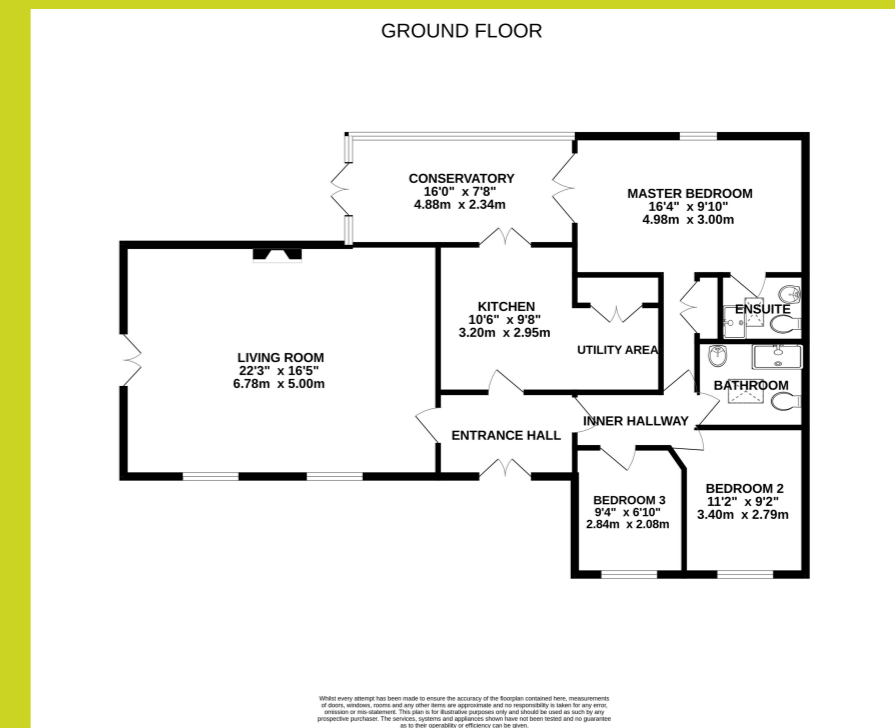 GROUND FLOOR
CONSERVATORY
16'0" x 7'8"
4.88m x 2.34m
MASTER BEDROOM
16'4" x 9'10"
4.98m x 3.00m
KITCHEN
10'6" x 9'8"
3.20m x 2.95m
ENSUITE
UTILITY AREA
LIVING ROOM
22'3" x 16'5"
6.78m x 5.00m
BATHROOM
INNER HALLWAY
ENTRANCE HALL
BEDROOM 3
9'4" x 6'10"
2.84m x 2.08m
BEDROOM 2
11'2" x 9'2"
3.40m x 2.79m
Whilst every attempt has been made to ensure the accuracy of the floorplan contained here, measurements
of doors, windows, rooms and any other items are approximate and no responsibility is taken for any error,
omission or mis-statement. This plan is for illustrative purposes only and should be used as such by any
prospective purchaser. The services, systems and appliances shown have not been tested and no guarantee
as to their operability or efficiency can be given.